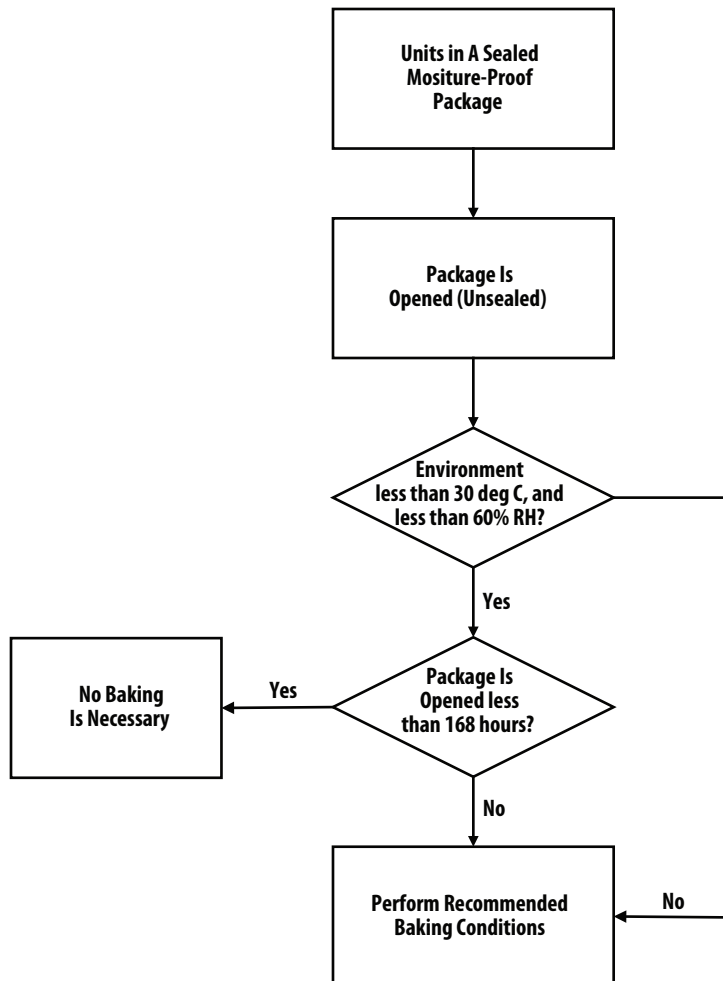 Units in A Sealed
Mositure-Proof
Package
Package Is
Opened (Unsealed)
Environment
less than 30 deg C, and
less than 60% RH?
Yes
Package Is
Opened less
than 168 hours?
Yes
No Baking
Is Necessary
No
Perform Recommended
Baking Conditions
No